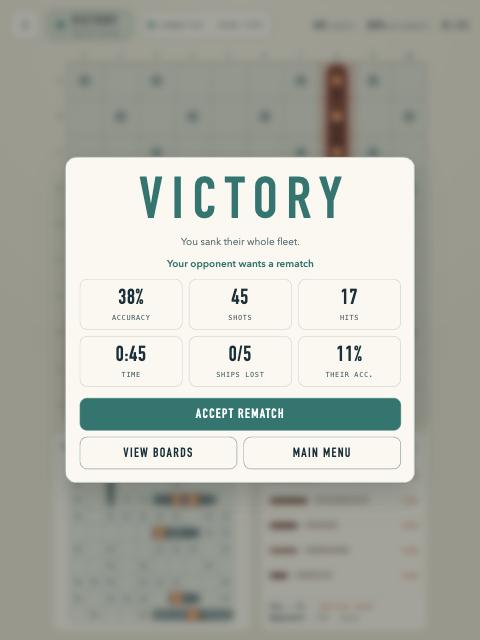 VICTORY
You sank their whole fleet.
Your opponent wants a rematch
38%
ACCURACY
45
SHOTS
17
HITS
0:45
TIME
0/5
SHIPS LOST
11%
THEIR ACC.
ACCEPT REMATCH
VIEW BOARDS
MAIN MENU